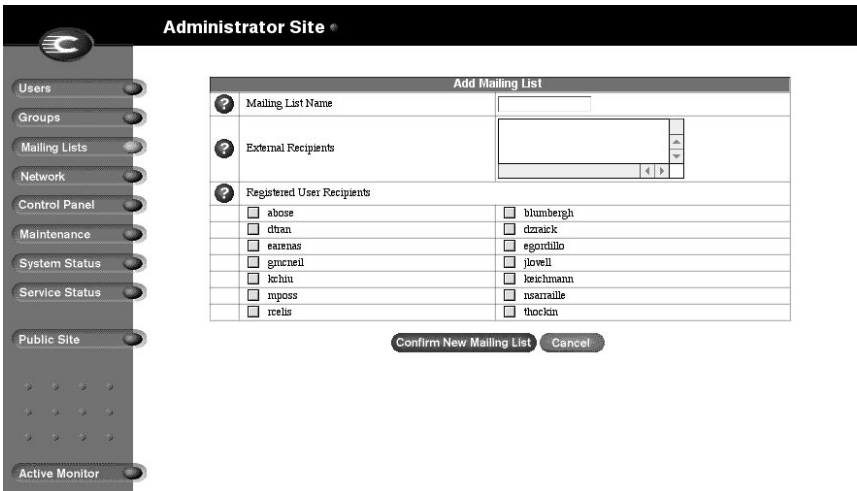 Administrator Site
Users
Groups
Mailing Lists
Network
Control Panel
Maintenance
System Status
Service Status
Public Site
Active Monitor
Add Mailing List
? Mailing List Name
? External Recipients
? Registered User Recipients
abose blumbergh
dtran dzraick
earenas egordillo
gmcneil jlovell
kchiu keichmann
mposs nsarraille
rcelis thockin
Confirm New Mailing List Cancel